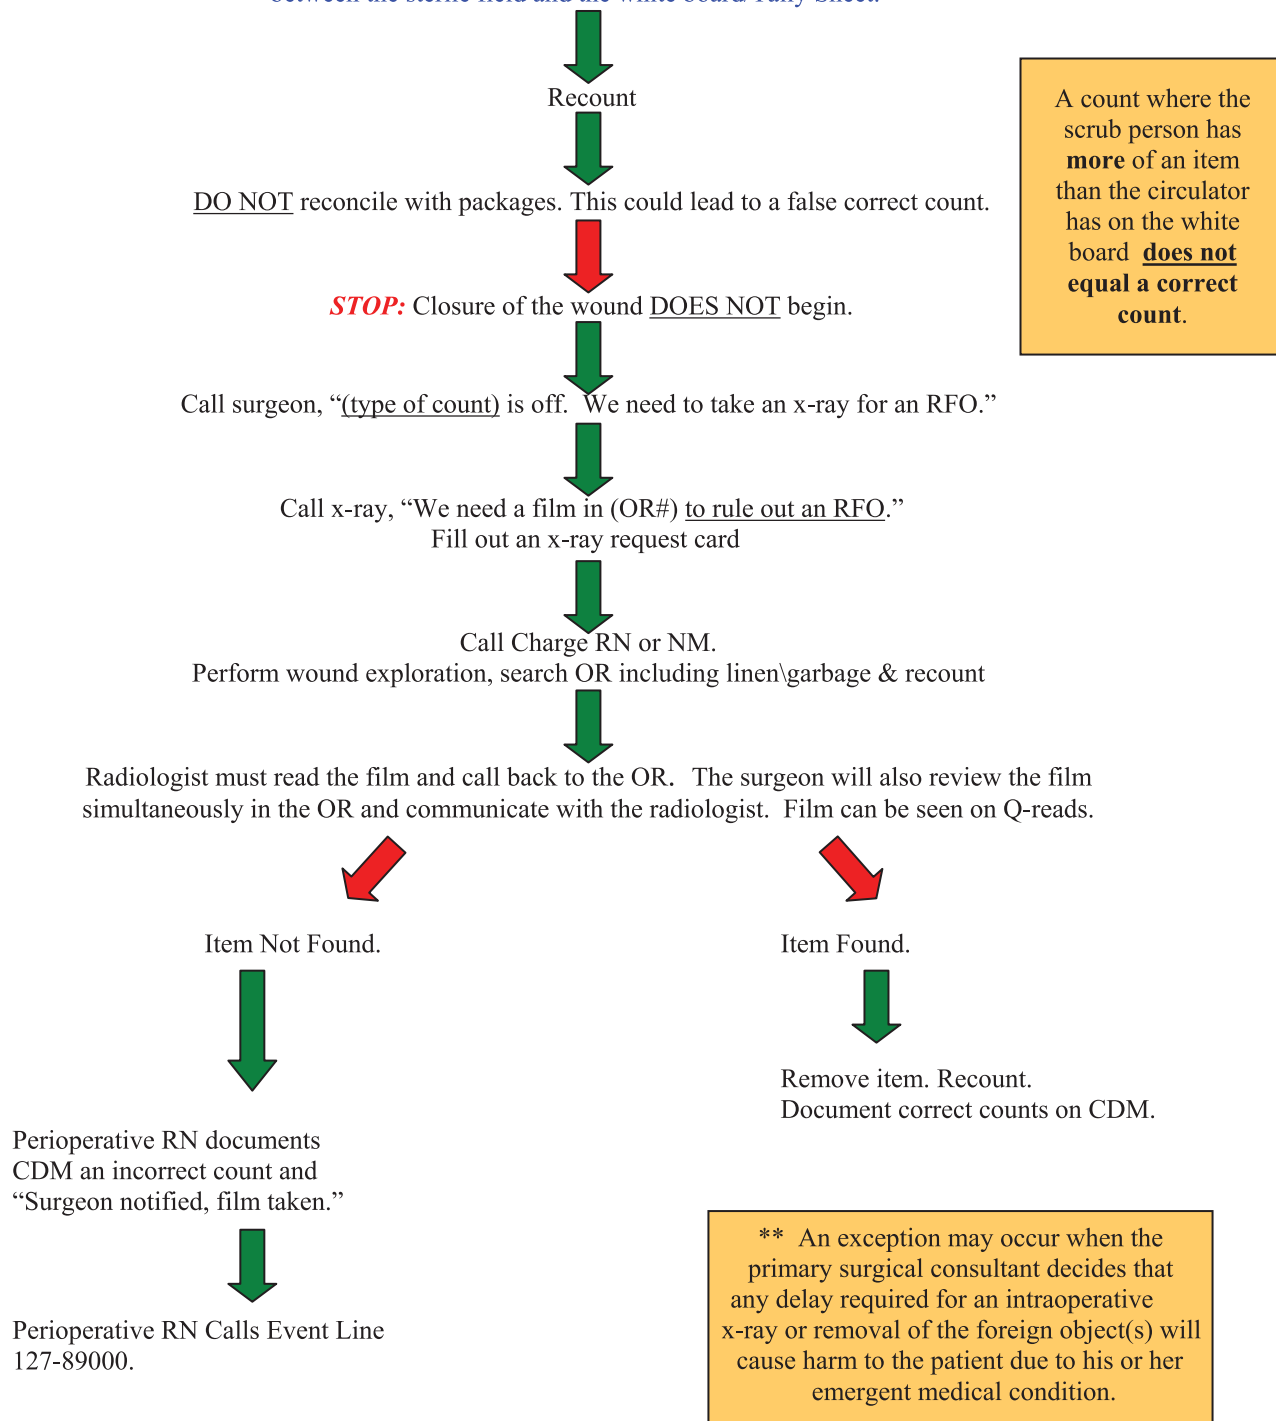 between the sterile field and the white board/Tally Sheet.
Recount
DO NOT reconcile with packages. This could lead to a false correct count.
STOP: Closure of the wound DOES NOT begin.
Call surgeon, “(type of count) is off.  We need to take an x-ray for an RFO.”
Call x-ray, “We need a film in (OR#) to rule out an RFO.”
Fill out an x-ray request card
Call Charge RN or NM.
Perform wound exploration, search OR including linen\garbage & recount
Radiologist must read the film and call back to the OR.  The surgeon will also review the film
simultaneously in the OR and communicate with the radiologist.  Film can be seen on Q-reads.
Item Not Found.
Perioperative RN documents
CDM an incorrect count and
“Surgeon notified, film taken.”
Perioperative RN Calls Event Line
127-89000.
Item Found.
Remove item. Recount.
Document correct counts on CDM.
A count where the
scrub person has
more of an item
than the circulator
has on the white
board  does not
equal a correct
count.
**  An exception may occur when the
primary surgical consultant decides that
any delay required for an intraoperative
x-ray or removal of the foreign object(s) will
cause harm to the patient due to his or her
emergent medical condition.